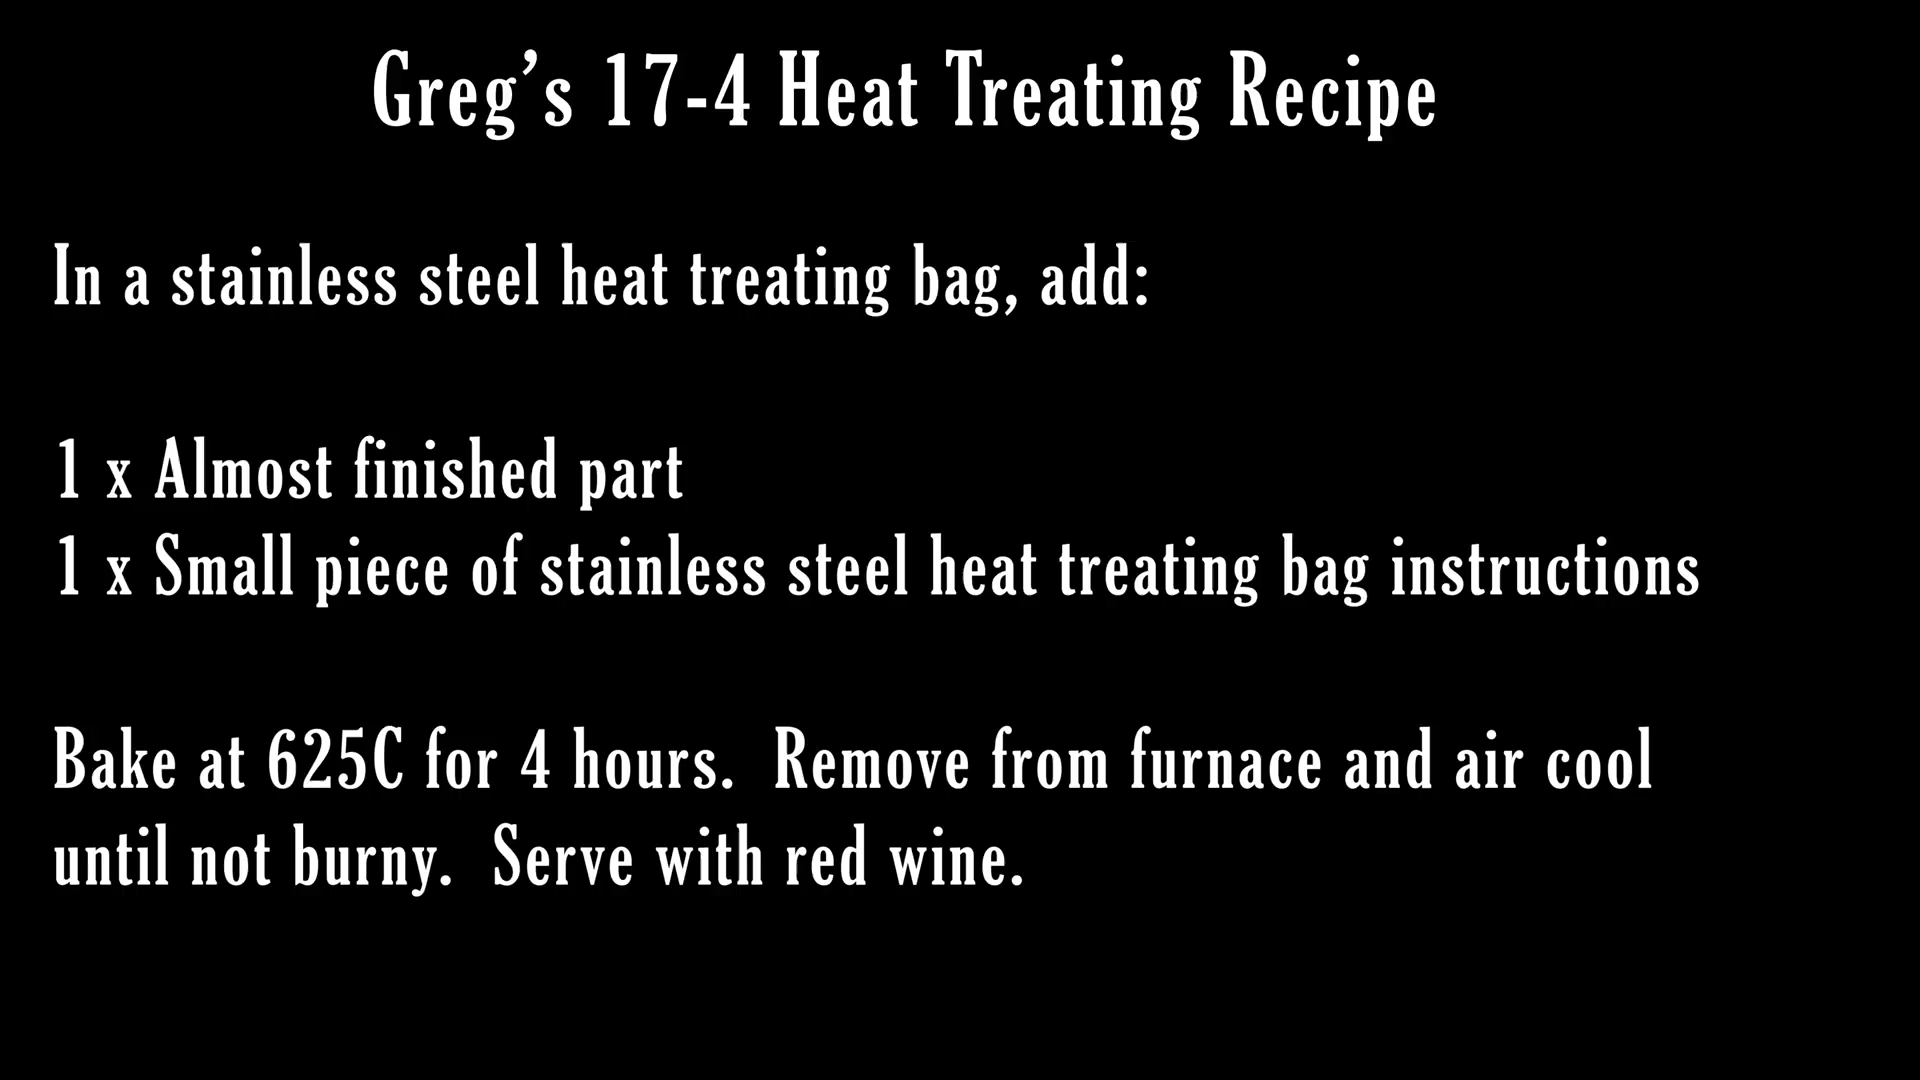 Greg’s 17-4 Heat Treating Recipe
In a stainless steel heat treating bag, add:
1 x Almost finished part
1 x Small piece of stainless steel heat treating bag instructions
Bake at 625C for 4 hours.  Remove from furnace and air cool
until not burny.  Serve with red wine.